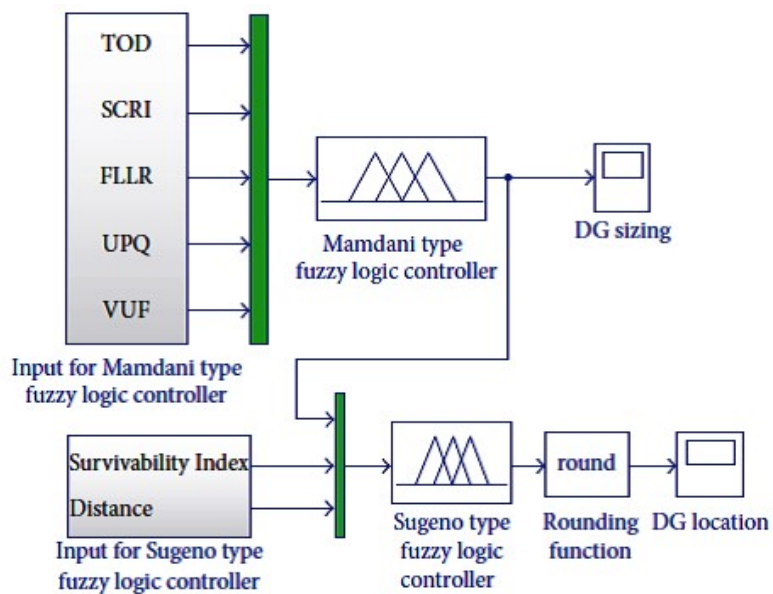 TOD
SCRI
FLLR
UPQ
VUF
Input for Mamdani type
fuzzy logic controller
Mamdani type
fuzzy logic controller
DG sizing
Survivability Index
Distance
Input for Sugeno type
fuzzy logic controller
Sugeno type
fuzzy logic
controller
round
Rounding
function
DG location